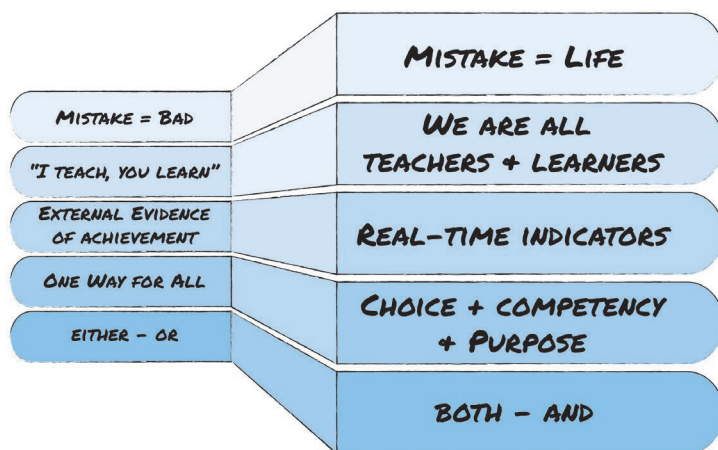 MISTAKE = BAD
MISTAKE = LIFE
"I TEACH, YOU LEARN"
WE ARE ALL
TEACHERS & LEARNERS
EXTERNAL EVIDENCE
OF ACHIEVEMENT
REAL-TIME INDICATORS
ONE WAY FOR ALL
CHOICE + COMPETENCY
& PURPOSE
EITHER - OR
BOTH - AND